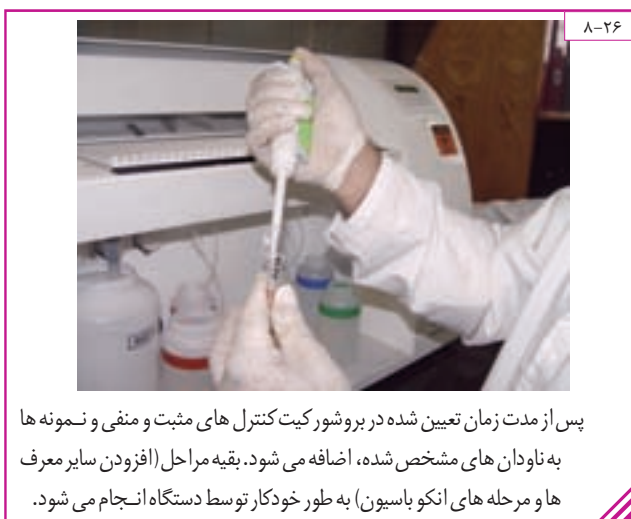 ۸-۲۶
پس از مدت زمان تعیین شده در بروشور کیت کنترل های مثبت و منفی و نـمونه ها
به ناودان های مشخص شده، اضافه می شود. بقیه مراحل (افزودن سایر معرف
ها و مرحله های انکو باسیون) به طور خودکار توسط دستگاه انـجام می شود.